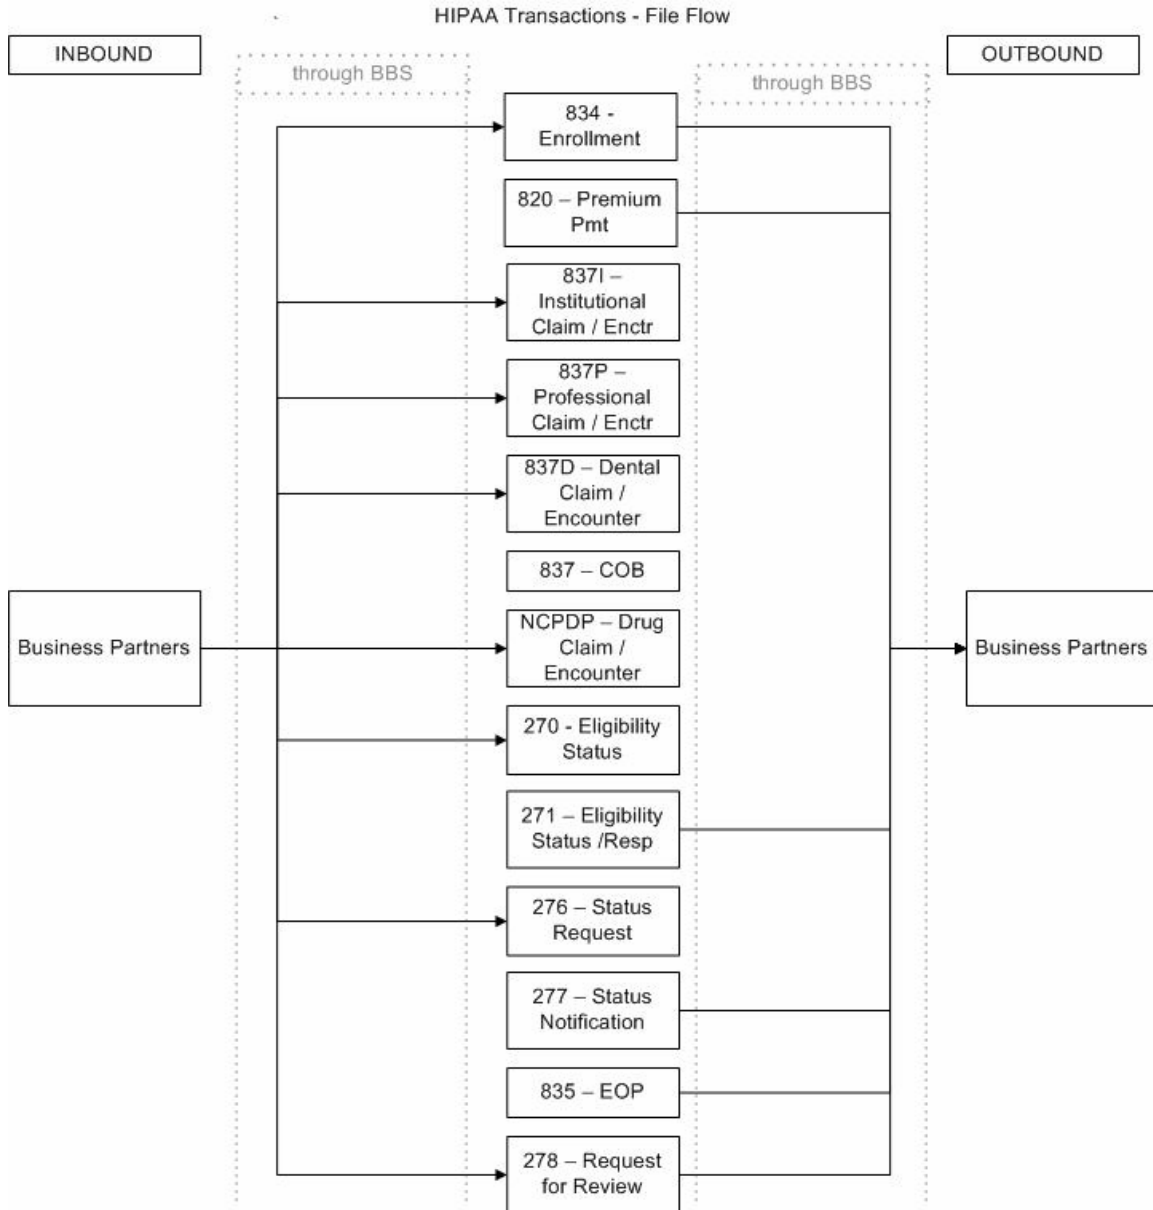 HIPAA Transactions - File Flow
INBOUND
OUTBOUND
through BBS
through BBS
834 -
Enrollment
820 – Premium
Pmt
837I –
Institutional
Claim / Enctr
837P –
Professional
Claim / Enctr
837D – Dental
Claim /
Encounter
837 – COB
Business Partners
NCPDP – Drug
Claim /
Encounter
Business Partners
270 - Eligibility
Status
271 – Eligibility
Status /Resp
276 – Status
Request
277 – Status
Notification
835 – EOP
278 – Request
for Review